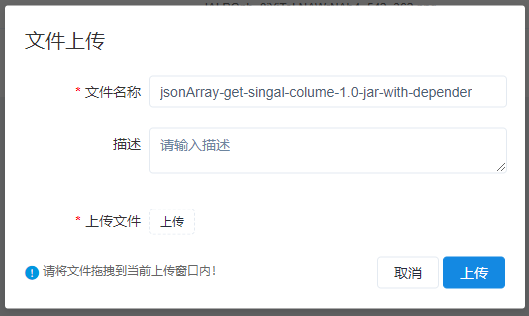 文件上传
* 文件名称 jsonArray-get-singal-colume-1.0-jar-with-depender
描述 请输入描述
* 上传文件 上传
请将文件拖拽到当前上传窗口内!
取消 上传